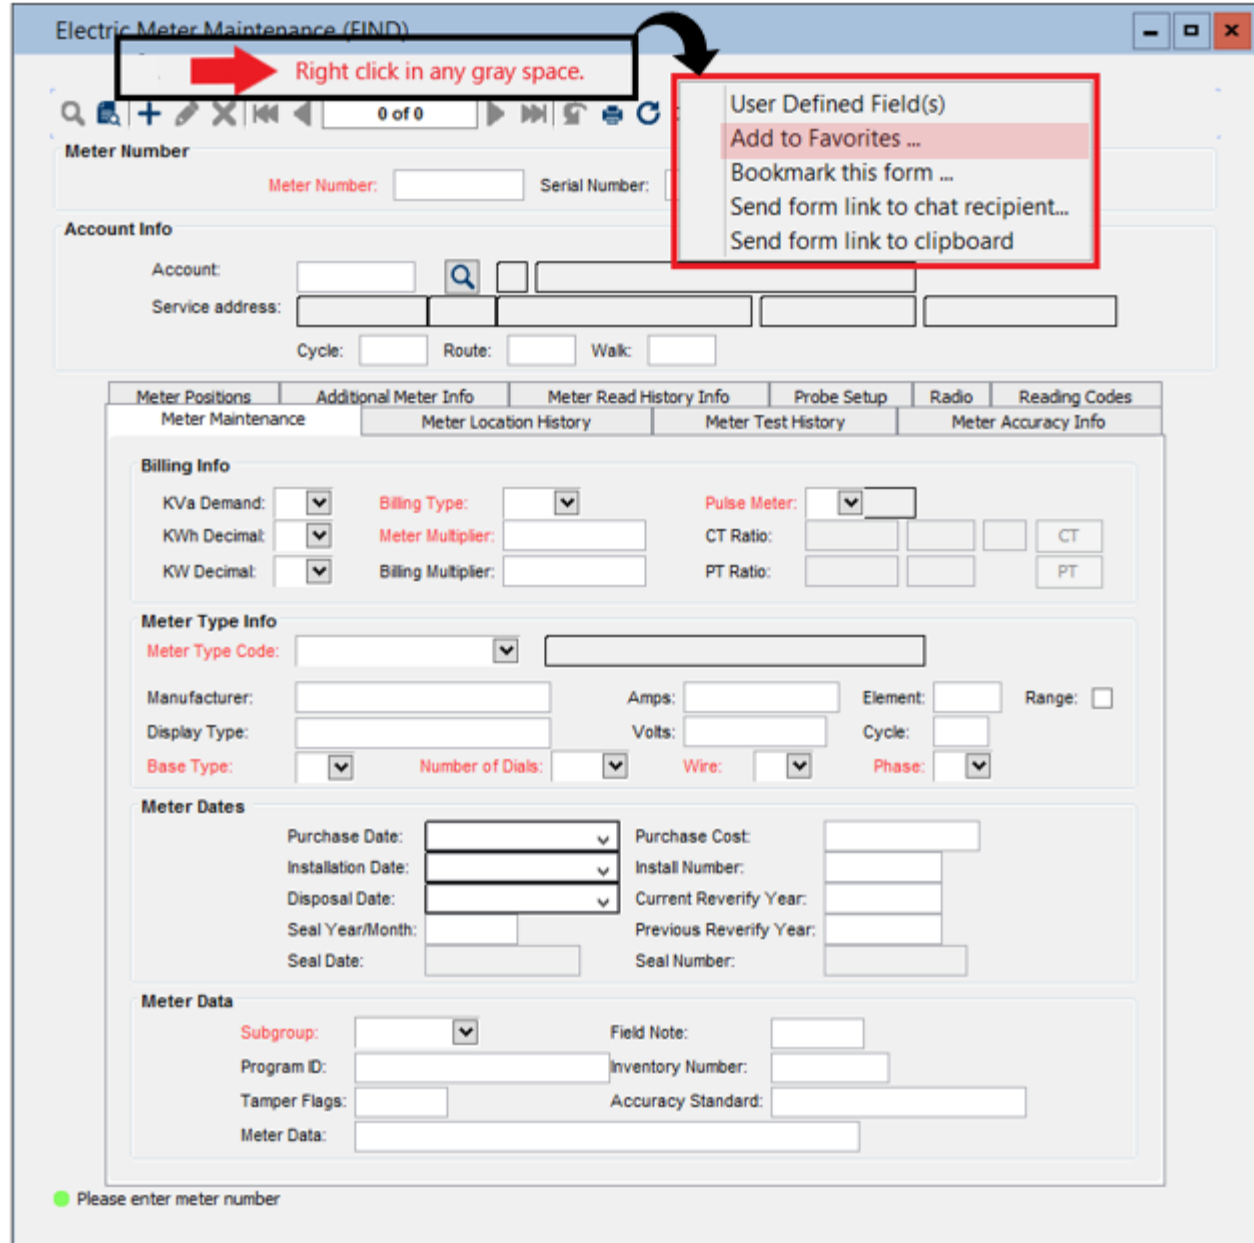 Electric Meter Maintenance (FIND)
Right click in any gray space.
0 of 0
User Defined Field(s)
Add to Favorites ...
Bookmark this form ...
Send form link to chat recipient...
Send form link to clipboard
Meter Number
Meter Number: Serial Number:
Account Info
Account:
Service address:
Cycle: Route: Walk:
Meter Positions Additional Meter Info Meter Read History Info Probe Setup Radio Reading Codes
Meter Maintenance Meter Location History Meter Test History Meter Accuracy Info
Billing Info
KVa Demand: Billing Type: Pulse Meter:
KWh Decimal: Meter Multiplier: CT Ratio: CT
KW Decimal: Billing Multiplier: PT Ratio: PT
Meter Type Info
Meter Type Code:
Manufacturer: Amps: Element: Range:
Display Type: Volts: Cycle:
Base Type: Number of Dials: Wire: Phase:
Meter Dates
Purchase Date: Purchase Cost:
Installation Date: Install Number:
Disposal Date: Current Reverify Year:
Seal Year/Month: Previous Reverify Year:
Seal Date: Seal Number:
Meter Data
Subgroup: Field Note:
Program ID: Inventory Number:
Tamper Flags: Accuracy Standard:
Meter Data:
Please enter meter number